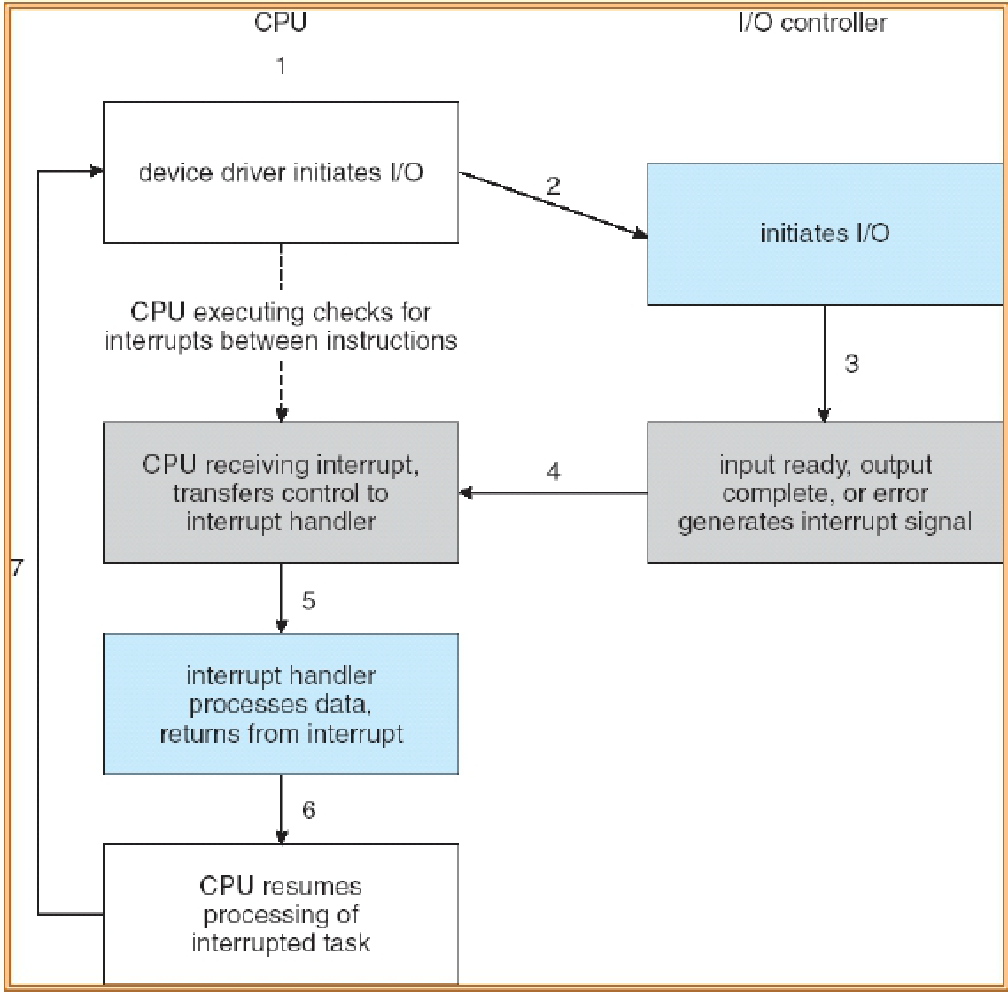 CPU
I/O controller
1
device driver initiates I/O
2
initiates I/O
CPU executing checks for
interrupts between instructions
3
CPU receiving interrupt,
transfers control to
interrupt handler
4
input ready, output
complete, or error
generates interrupt signal
7
5
interrupt handler
processes data,
returns from interrupt
6
CPU resumes
processing of
interrupted task